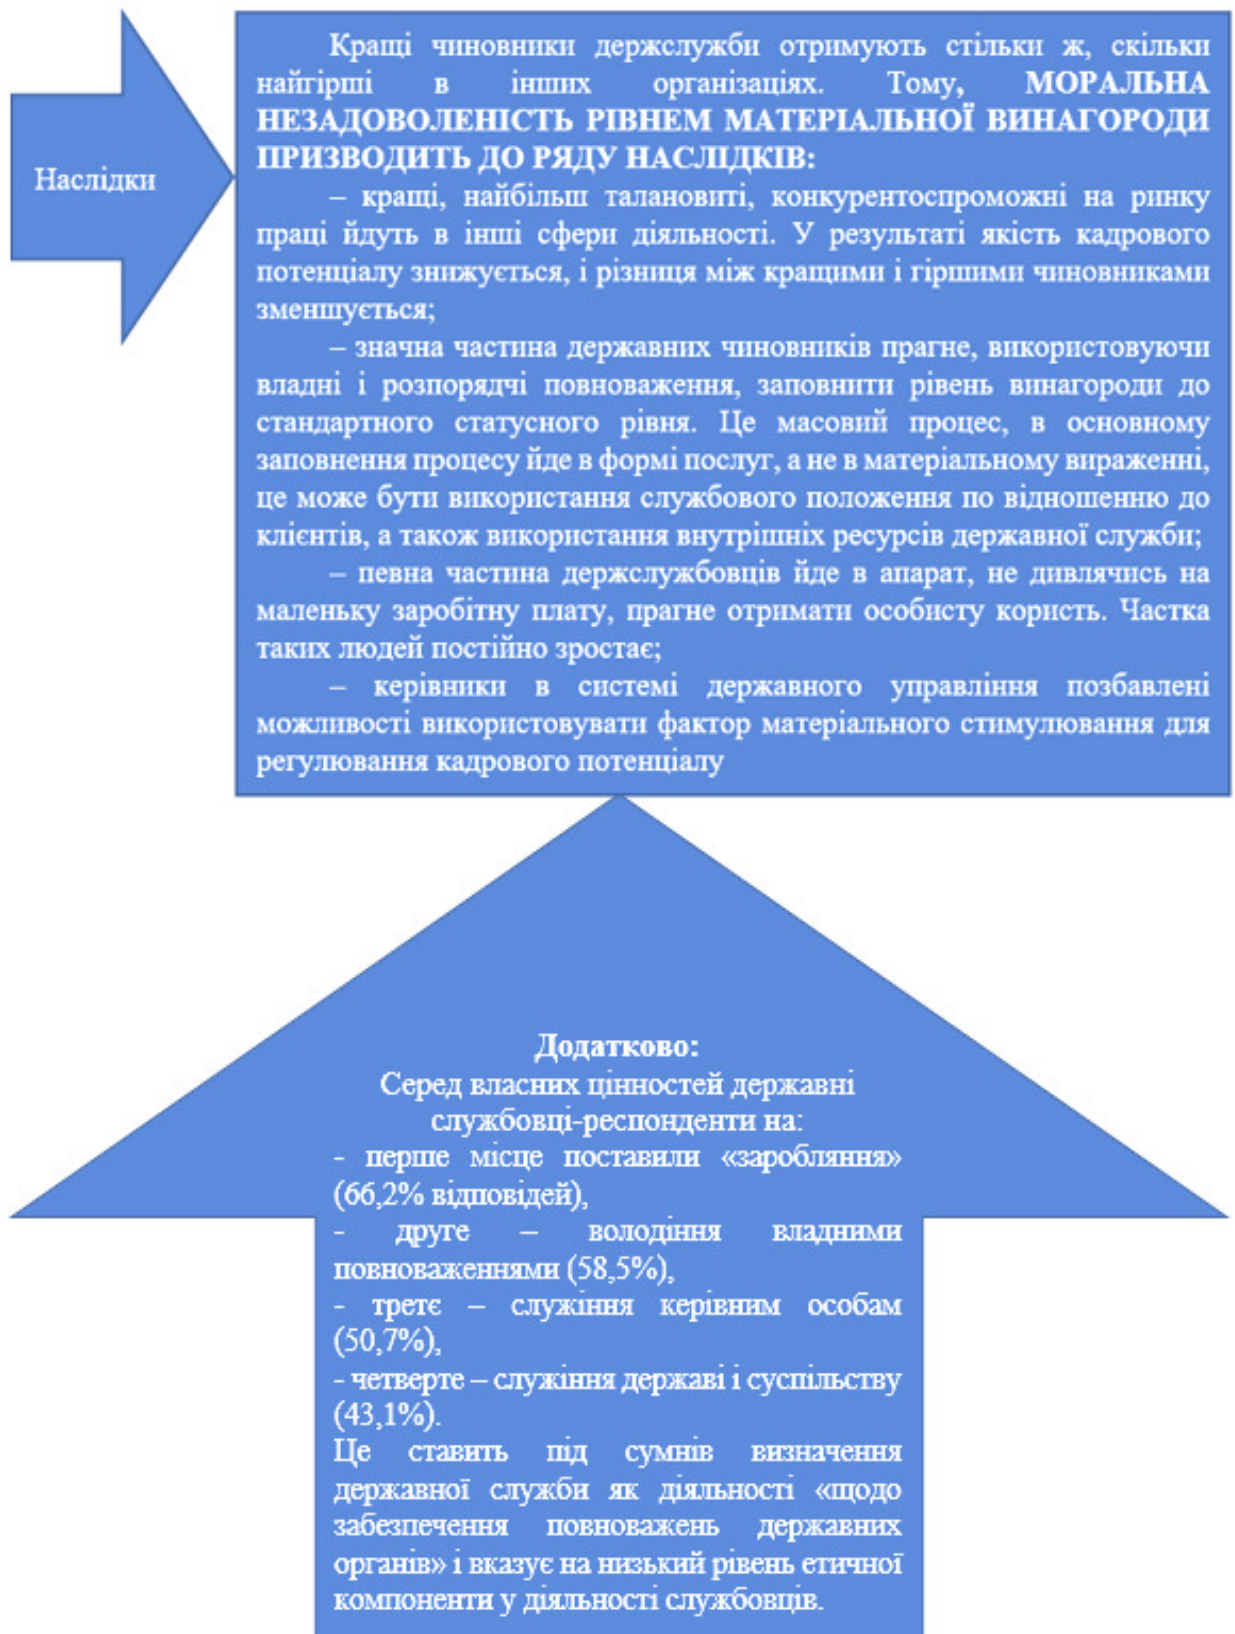 Наслідки
Кращі чиновники держслужби отримують стільки ж, скільки
найгірші в інших організаціях. Тому, МОРАЛЬНА
НЕЗАДОВОЛЕНІСТЬ РІВНЕМ МАТЕРІАЛЬНОЇ ВИНАГОРОДИ
ПРИЗВОДИТЬ ДО РЯДУ НАСЛІДКІВ:
– кращі, найбільш талановиті, конкурентоспроможні на ринку
праці йдуть в інші сфери діяльності. У результаті якість кадрового
потенціалу знижується, і різниця між кращими і гіршими чиновниками
зменшується;
– значна частина державних чиновників прагне, використовуючи
владні і розпорядчі повноваження, заповнити рівень винагороди до
стандартного статусного рівня. Це масовий процес, в основному
заповнення процесу йде в формі послуг, а не в матеріальному вираженні,
це може бути використання службового положення по відношенню до
клієнтів, а також використання внутрішніх ресурсів державної служби;
– певна частина держслужбовців йде в апарат, не дивлячись на
маленьку заробітну плату, прагне отримати особисту користь. Частка
таких людей постійно зростає;
– керівники в системі державного управління позбавлені
можливості використовувати фактор матеріального стимулювання для
регулювання кадрового потенціалу
Додатково:
Серед власних цінностей державні
службовці-респонденти на:
- перше місце поставили «заробляння»
(66,2% відповідей),
- друге – володіння владними
повноваженнями (58,5%),
- третє – служіння керівним особам
(50,7%),
- четверте – служіння державі і суспільству
(43,1%).
Це ставить під сумнів визначення
державної служби як діяльності «щодо
забезпечення повноважень державних
органів» і вказує на низький рівень етичної
компоненти у діяльності службовців.